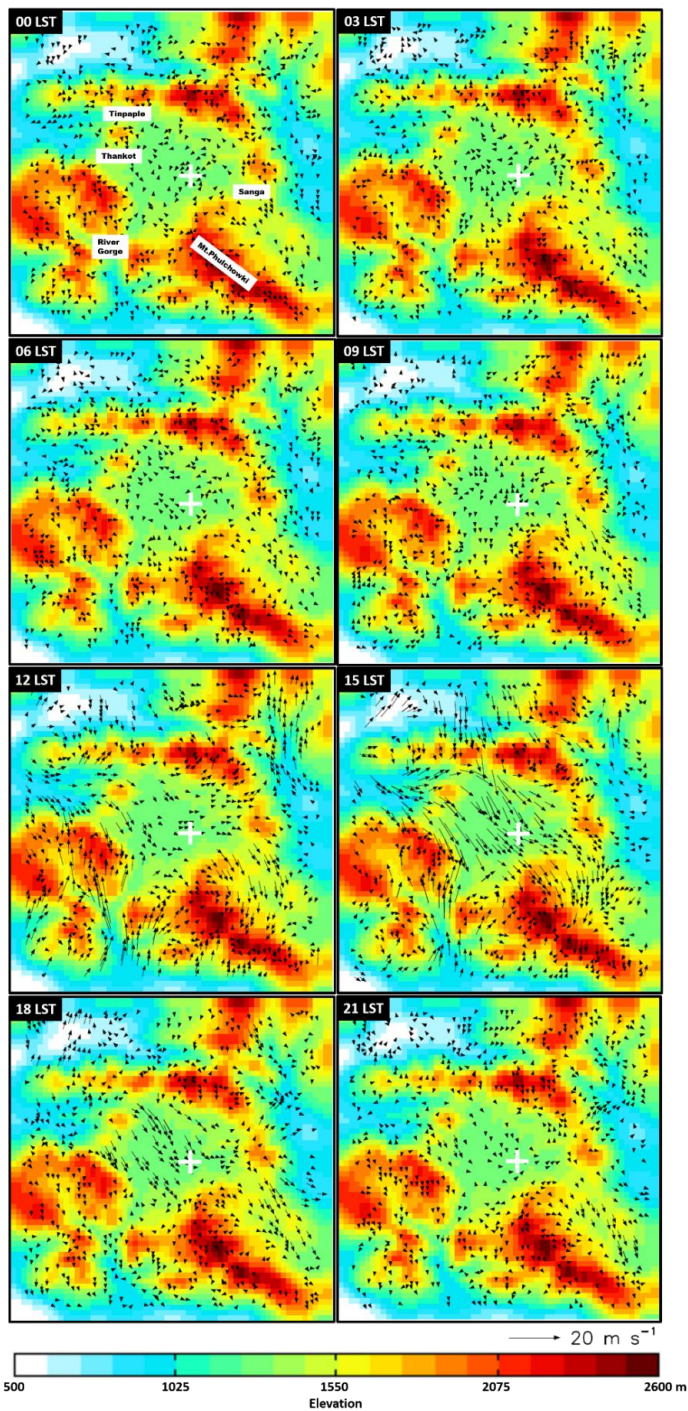 00 LST
03 LST
Tinpaple
Thankot
Sanga
River
Gorge
Mt.Phulchowki
06 LST
09 LST
12 LST
15 LST
18 LST
21 LST
20 m s⁻¹
500 1025 1550 2075 2600 m
Elevation